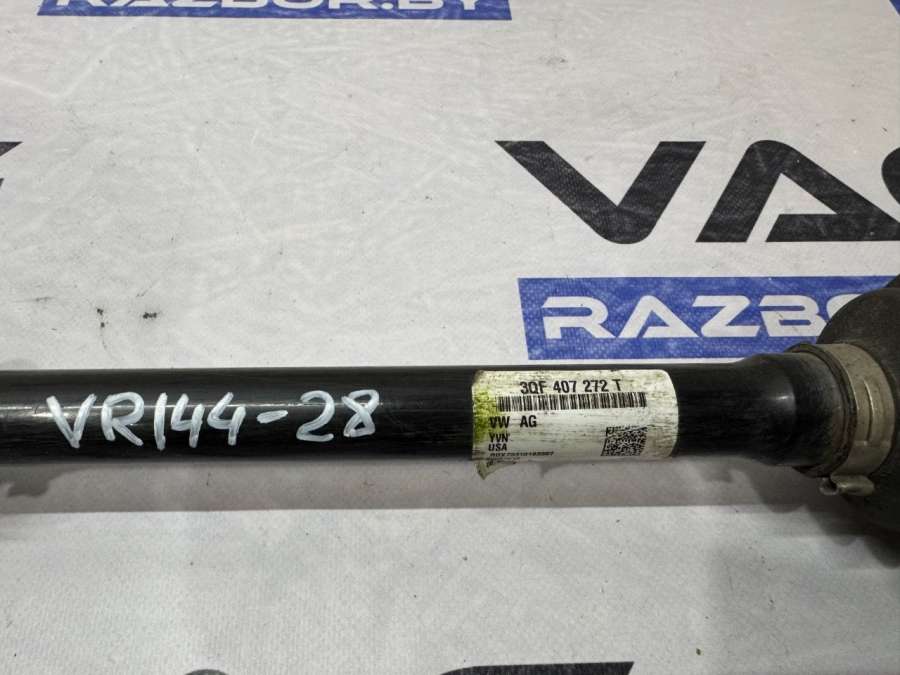 RAZBOR.BY
VAS
RAZBO
VR144-28
3QF 407 272 T
VW AG
YVN
USA